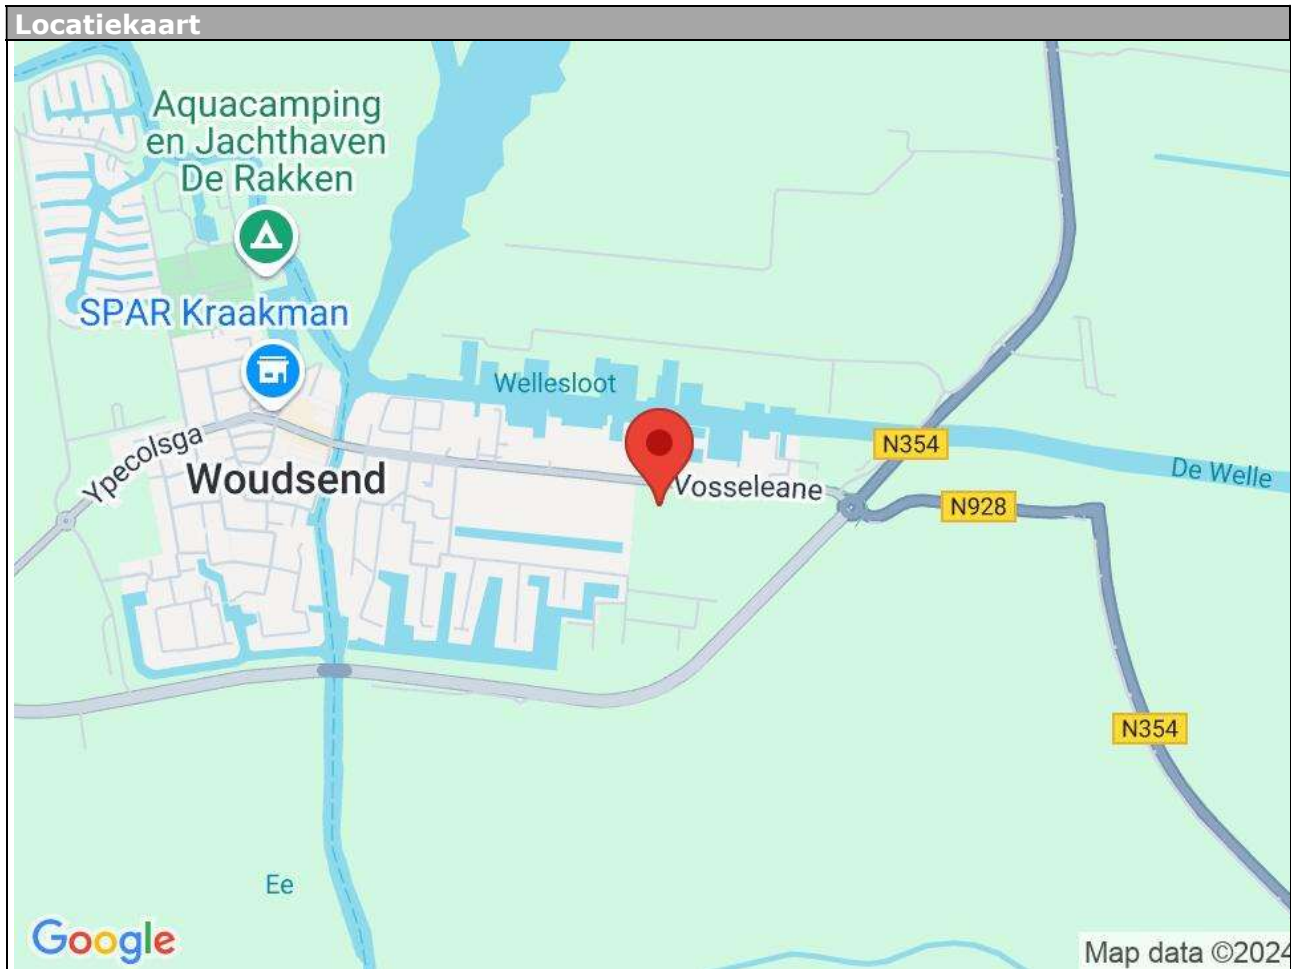 Locatiekaart
Aquacamping
en Jachthaven
De Rakken
SPAR Kraakman
Wellesloot
N354
De Welle
Ypecolsga
Woudsend
Vosseleane
N928
N354
Ee
Google
Map data ©2024